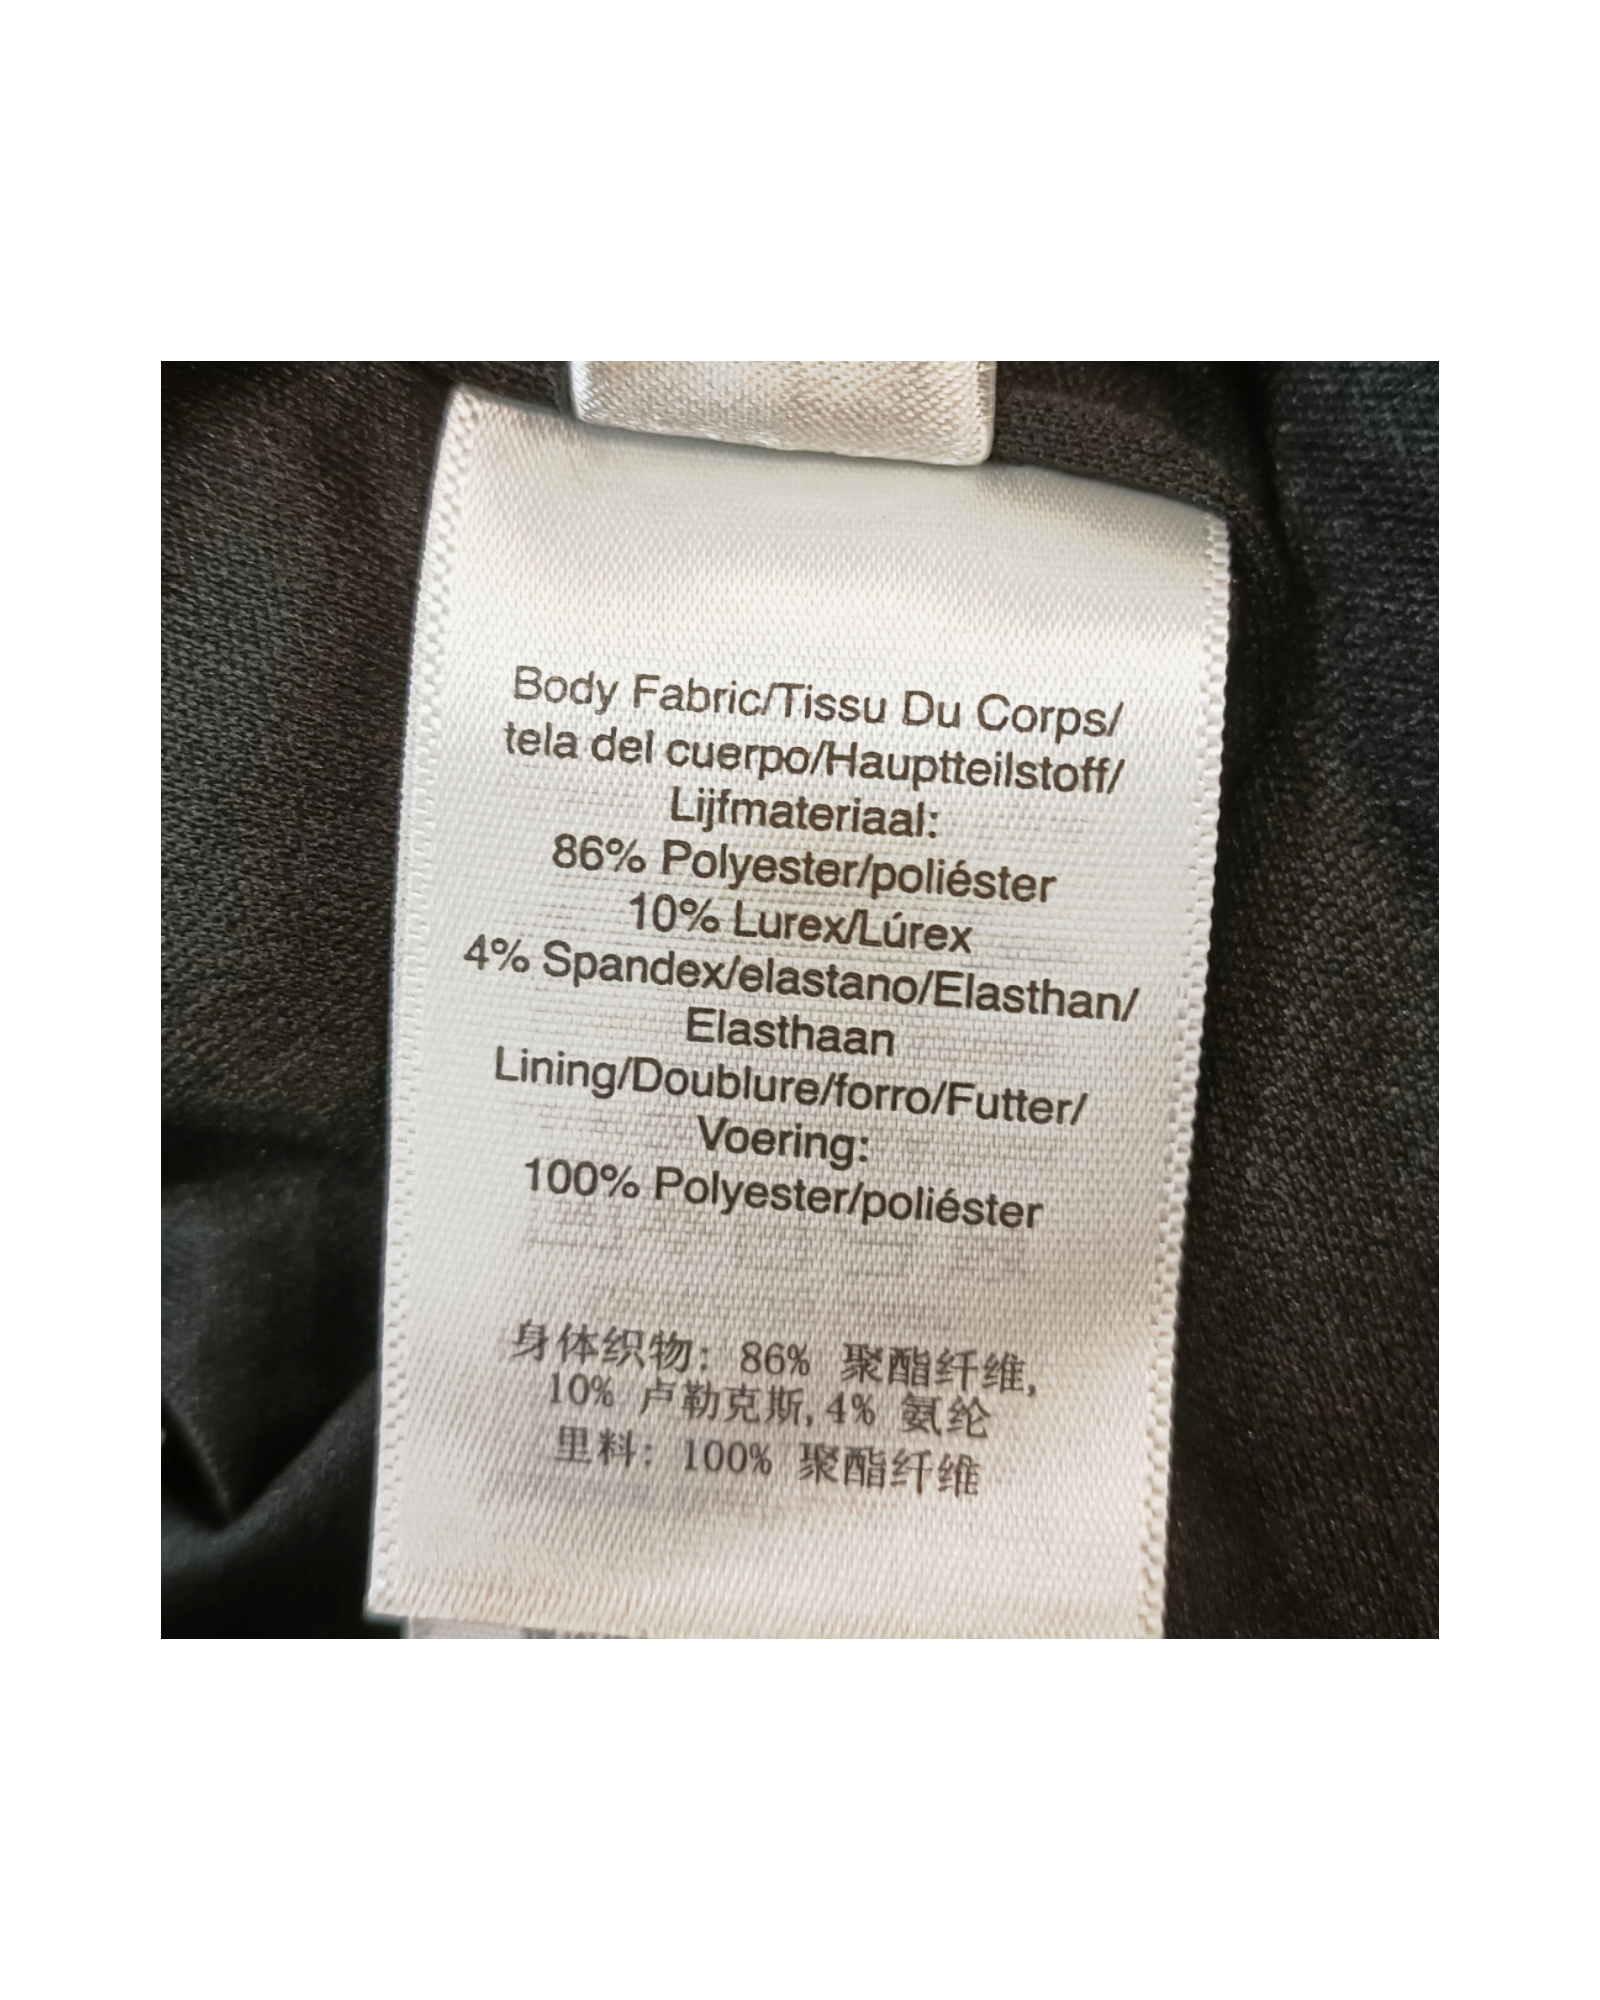 Body Fabric/Tissu Du Corps/
tela del cuerpo/Hauptteilstoff/
Lijfmateriaal:
86% Polyester/poliéster
10% Lurex/Lúrex
4% Spandex/elastano/Elasthan/
Elasthaan
Lining/Doublure/forro/Futter/
Voering:
100% Polyester/poliéster
身体织物: 86% 聚酯纤维,
10% 卢勒克斯,4% 氨纶
里料: 100% 聚酯纤维